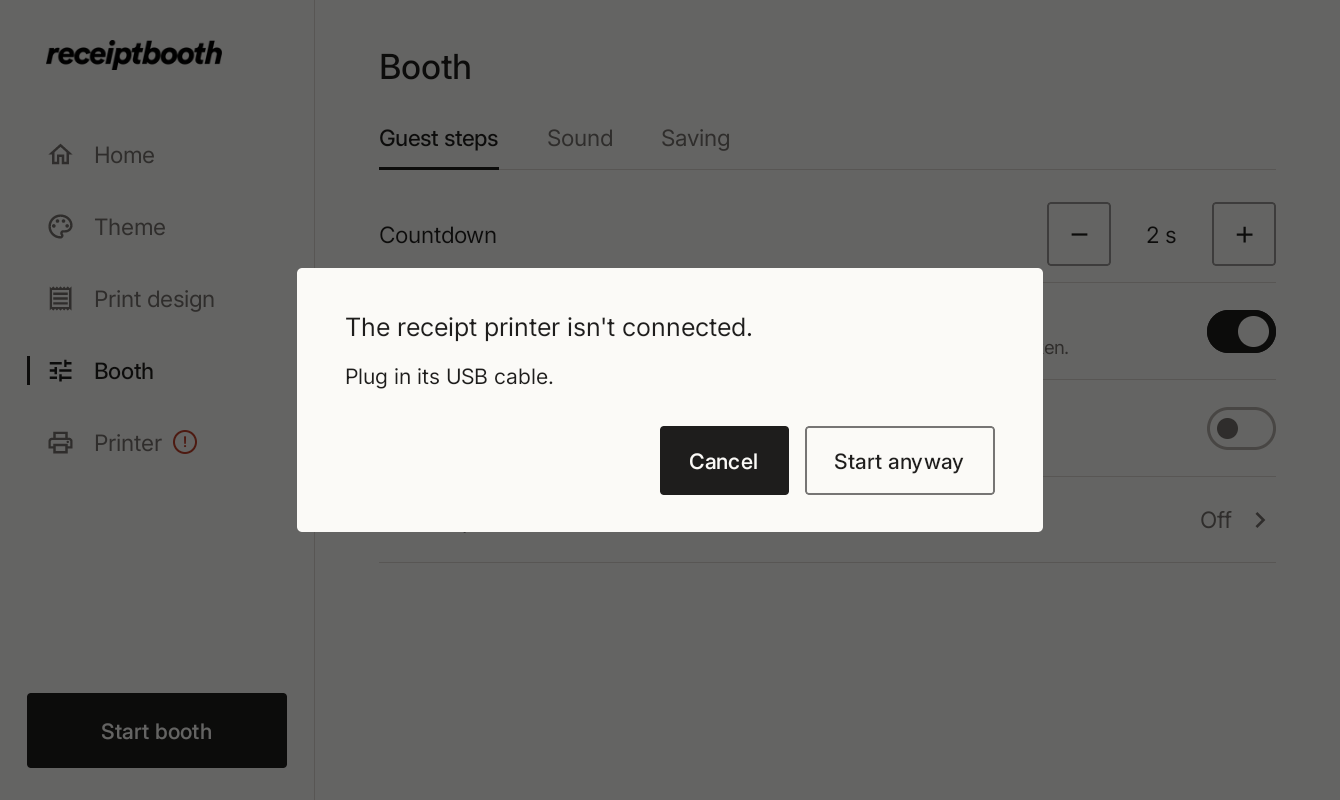 receiptbooth
Home
Theme
Print design
Booth
Printer
Start booth
Booth
Guest steps
Sound
Saving
Countdown
2 s
en.
Off
The receipt printer isn't connected.
Plug in its USB cable.
Cancel
Start anyway